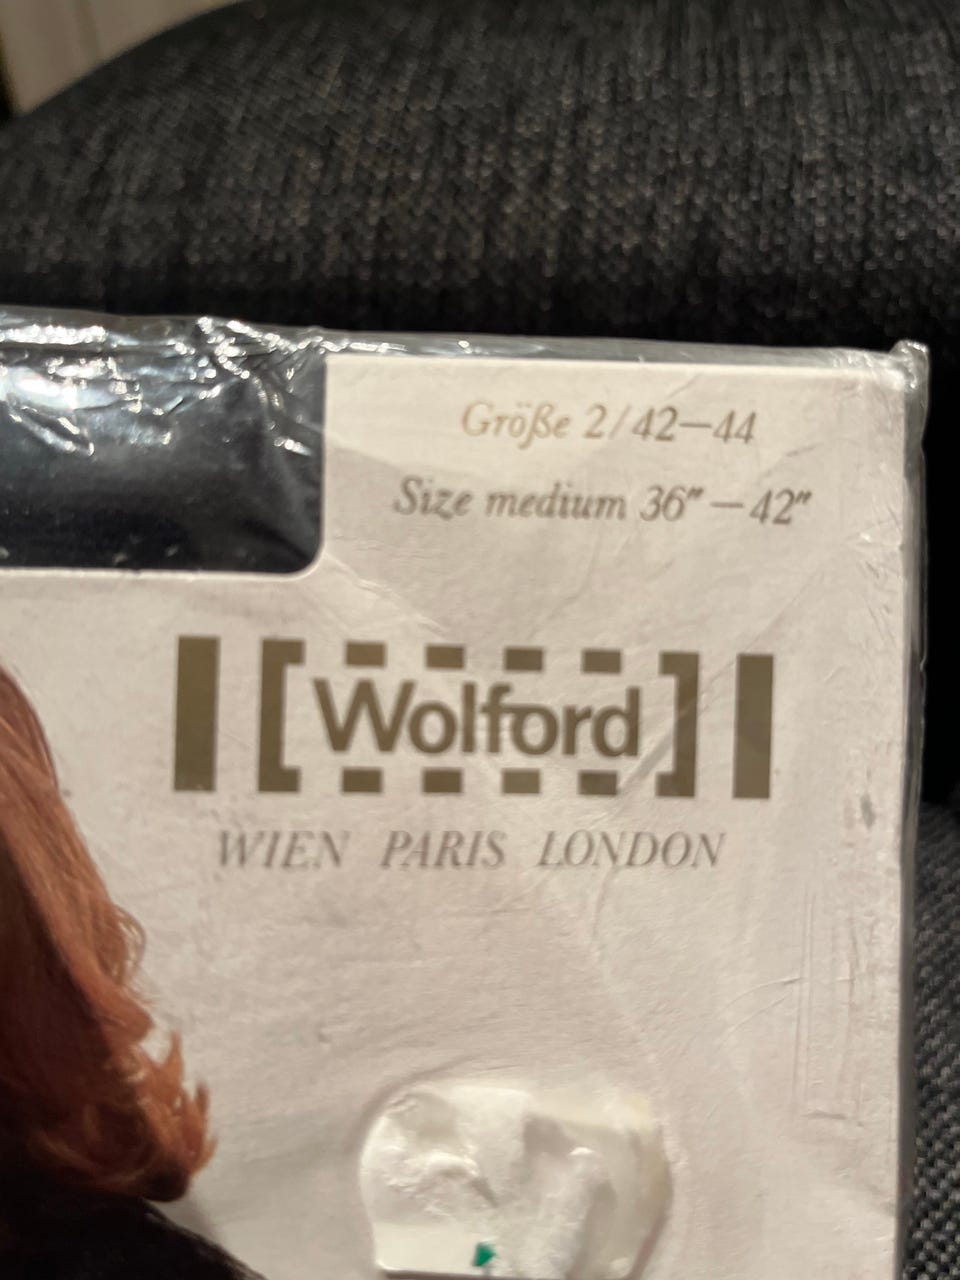 Größe 2/42—44
Size medium 36″—42″
Wolford
WIEN PARIS LONDON